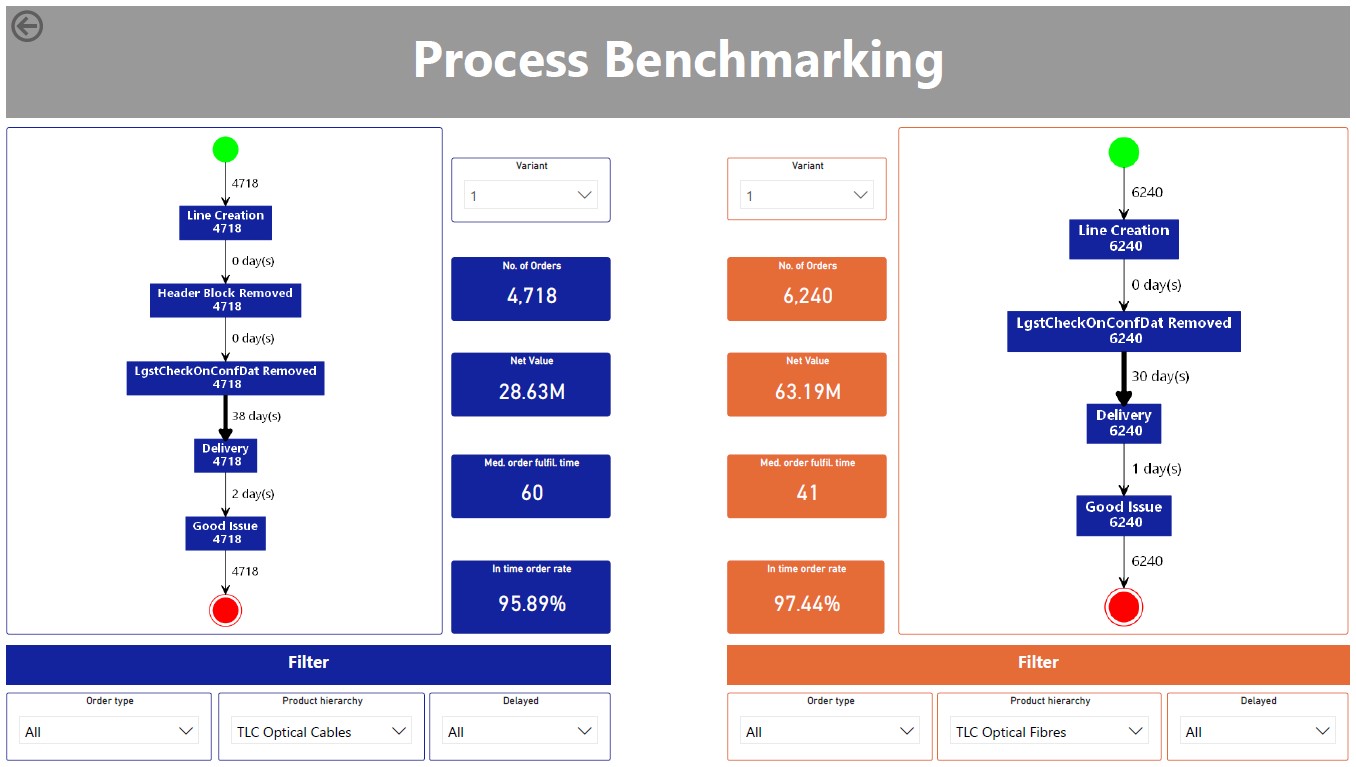 Process Benchmarking
4718
Line Creation
4718
0 day(s)
Header Block Removed
4718
0 day(s)
LgstCheckOnConfDat Removed
4718
38 day(s)
Delivery
4718
2 day(s)
Good Issue
4718
4718
Variant
1
No. of Orders
4,718
Net Value
28.63M
Med. order fulfil. time
60
In time order rate
95.89%
Filter
Order type
All
Product hierarchy
TLC Optical Cables
Delayed
All
Variant
1
No. of Orders
6,240
Net Value
63.19M
Med. order fulfil. time
41
In time order rate
97.44%
6240
Line Creation
6240
0 day(s)
LgstCheckOnConfDat Removed
6240
30 day(s)
Delivery
6240
1 day(s)
Good Issue
6240
6240
Filter
Order type
All
Product hierarchy
TLC Optical Fibres
Delayed
All